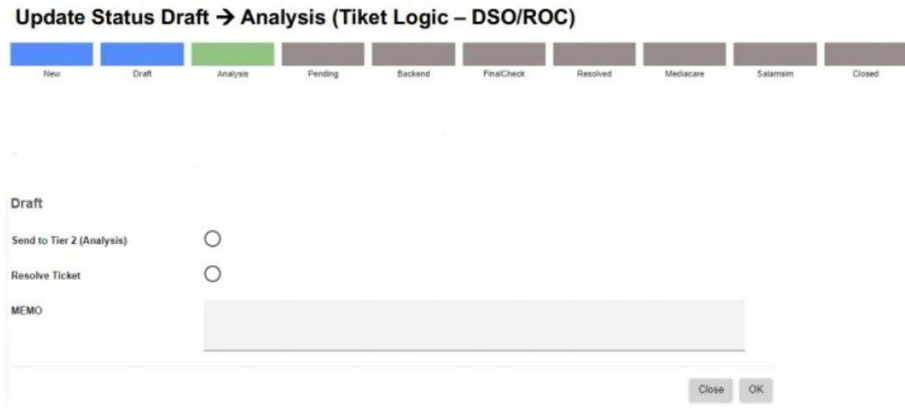 Update Status Draft → Analysis (Tiket Logic – DSO/ROC)
New Draft Analysis Pending Backend FinalCheck Resolved Mediacare Salamsim Closed
Draft
Send to Tier 2 (Analysis)
Resolve Ticket
MEMO
Close OK